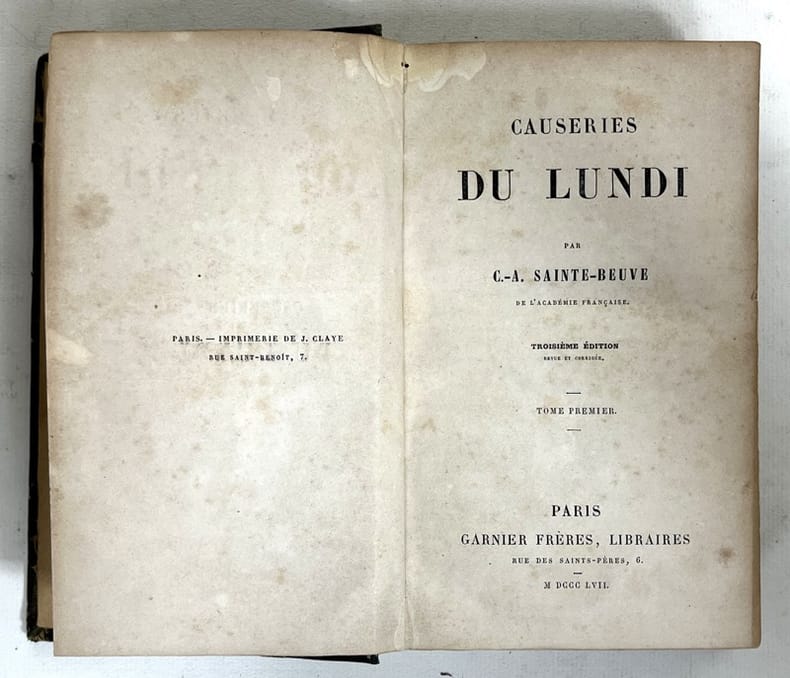 PARIS. — IMPRIMERIE DE J. CLAYE
RUE SAINT-BENOÎT, 7.
CAUSERIES
DU LUNDI
PAR
C.-A. SAINTE-BEUVE
DE L'ACADÉMIE FRANÇAISE.
TROISIÈME ÉDITION
REVUE ET CORRIGÉE.
TOME PREMIER.
PARIS
GARNIER FRÈRES, LIBRAIRES
RUE DES SAINTS-PÈRES, 6.
M DCCC LVII.